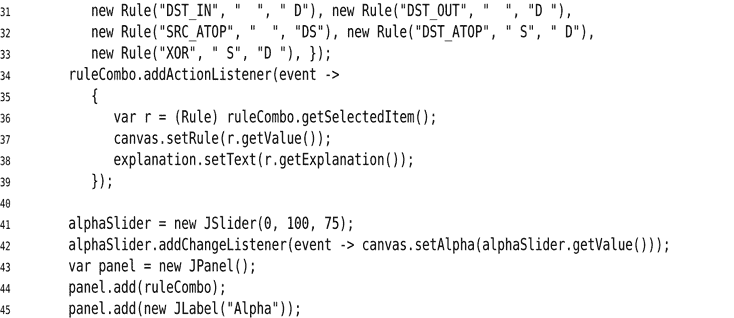 31 new Rule("DST_IN", "  ", " D"), new Rule("DST_OUT", "  ", "D "),
32 new Rule("SRC_ATOP", "  ", "DS"), new Rule("DST_ATOP", " S", " D"),
33 new Rule("XOR", " S", "D "), });
34 ruleCombo.addActionListener(event ->
35 {
36 var r = (Rule) ruleCombo.getSelectedItem();
37 canvas.setRule(r.getValue());
38 explanation.setText(r.getExplanation());
39 });
40
41 alphaSlider = new JSlider(0, 100, 75);
42 alphaSlider.addChangeListener(event -> canvas.setAlpha(alphaSlider.getValue()));
43 var panel = new JPanel();
44 panel.add(ruleCombo);
45 panel.add(new JLabel("Alpha"));